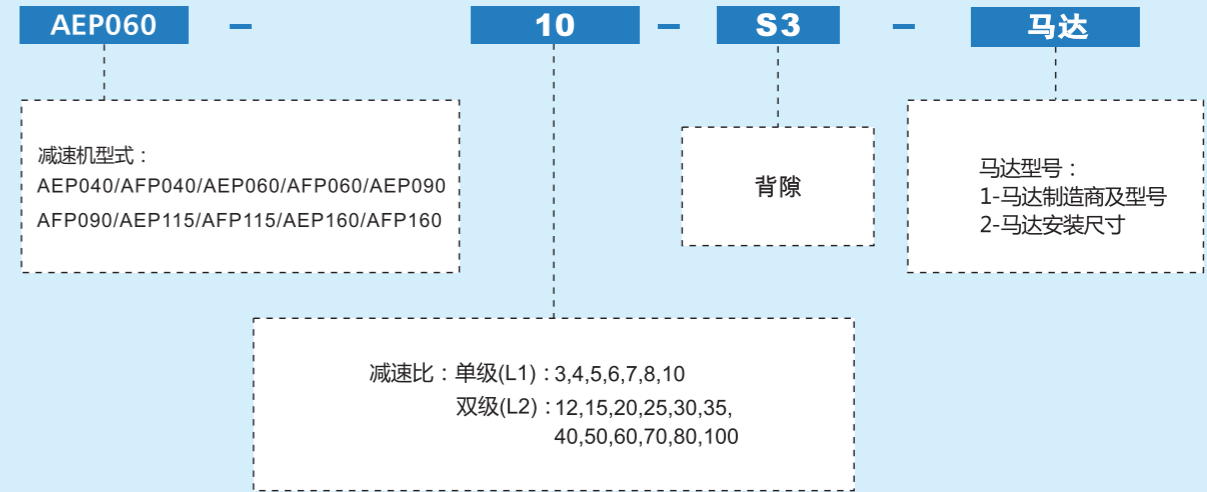 AEP060 - 10 - S3 - 马达
减速机型式：
AEP040/AFP040/AEP060/AFP060/AEP090
AFP090/AEP115/AFP115/AEP160/AFP160
背隙
马达型号：
1-马达制造商及型号
2-马达安装尺寸
减速比：单级(L1)：3,4,5,6,7,8,10
双级(L2)：12,15,20,25,30,35,
40,50,60,70,80,100